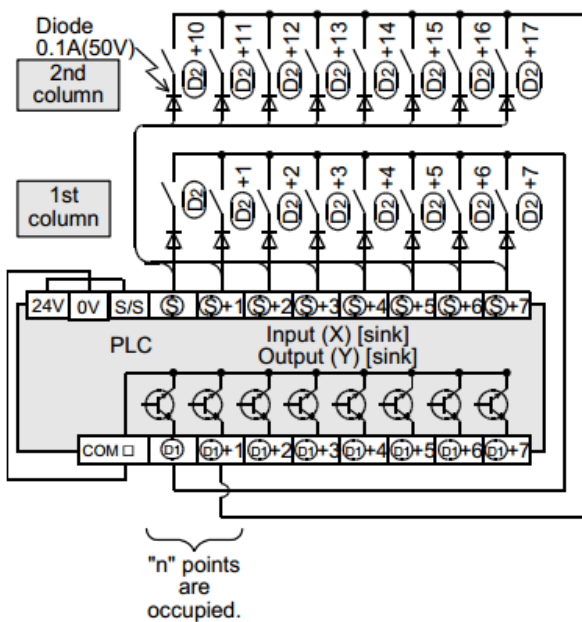 Diode
0.1A(50V)
2nd
column
D2 +10
D2 +11
D2 +12
D2 +13
D2 +14
D2 +15
D2 +16
D2 +17
1st
column
D2
D2 +1
D2 +2
D2 +3
D2 +4
D2 +5
D2 +6
D2 +7
24V 0V S/S S S+1 S+2 S+3 S+4 S+5 S+6 S+7
PLC
Input (X) [sink]
Output (Y) [sink]
COM □ D1 D1+1 D1+2 D1+3 D1+4 D1+5 D1+6 D1+7
"n" points
are
occupied.